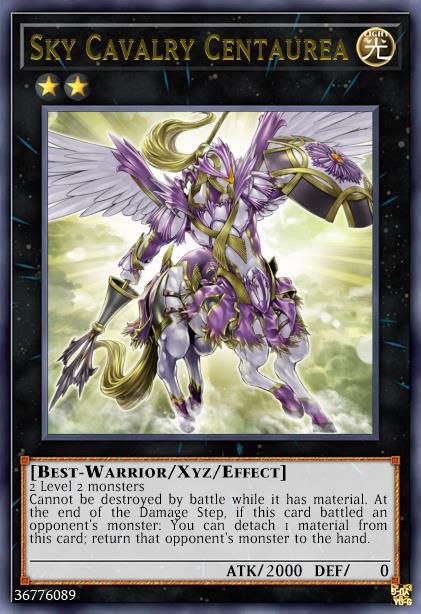 SKY CAVALRY CENTAUREA
LIGHT
光
[BEST-WARRIOR/XYZ/EFFECT]
2 Level 2 monsters
Cannot be destroyed by battle while it has material. At
the end of the Damage Step, if this card battled an
opponent's monster: You can detach 1 material from
this card; return that opponent's monster to the hand.
ATK/2000 DEF/ 0
36776089